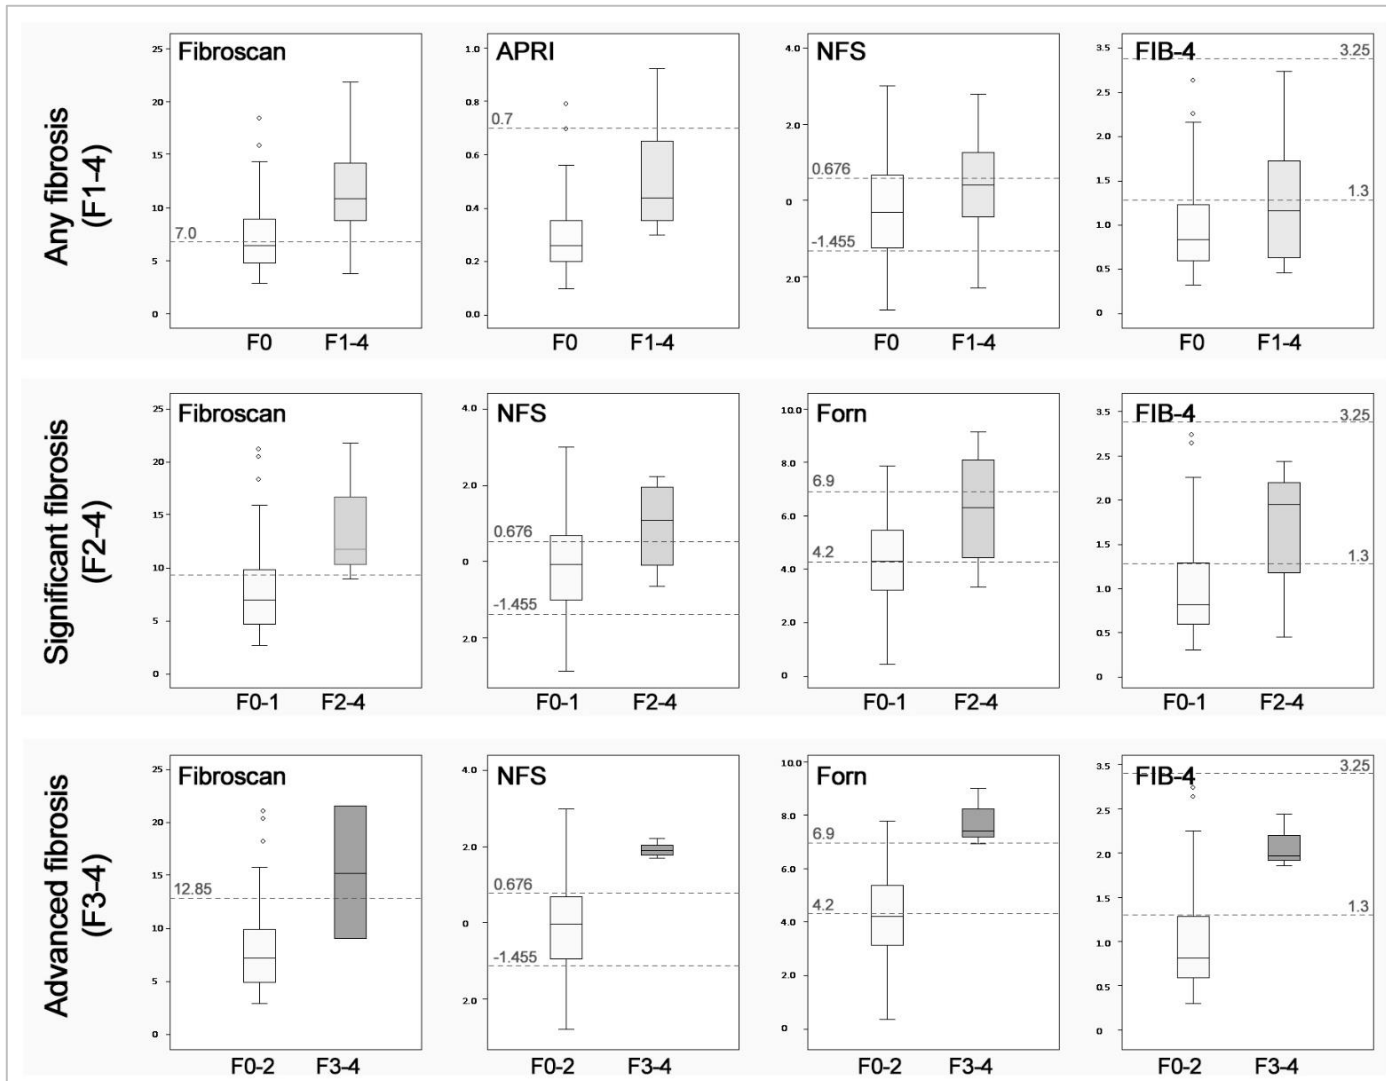 Any fibrosis
(F1-4)
Fibroscan
25
20
15
10
7.0
5
0
F0 F1-4
APRI
1.0
0.8
0.7
0.6
0.4
0.2
0.0
F0 F1-4
NFS
4.0
2.0
0.676
0
-1.455
2.0
F0 F1-4
FIB-4
3.5
3.25
2.5
2.0
1.5
1.3
1.0
0.5
0
F0 F1-4
Significant fibrosis
(F2-4)
Fibroscan
25
20
15
10
5
0
F0-1 F2-4
NFS
4.0
2.0
0.676
0
-1.455
2.0
F0-1 F2-4
Forn
10.0
8.0
6.9
6.0
4.2
4.0
2.0
0
F0-1 F2-4
FIB-4
3.5
3.25
2.5
2.0
1.5
1.3
1.0
0.5
0
F0-1 F2-4
Advanced fibrosis
(F3-4)
Fibroscan
25
20
15
12.85
10
5
0
F0-2 F3-4
NFS
4.0
2.0
0.676
0
-1.455
2.0
F0-2 F3-4
Forn
10.0
8.0
6.9
6.0
4.2
4.0
2.0
0
F0-2 F3-4
FIB-4
3.5
3.25
2.5
2.0
1.5
1.3
1.0
0.5
0
F0-2 F3-4